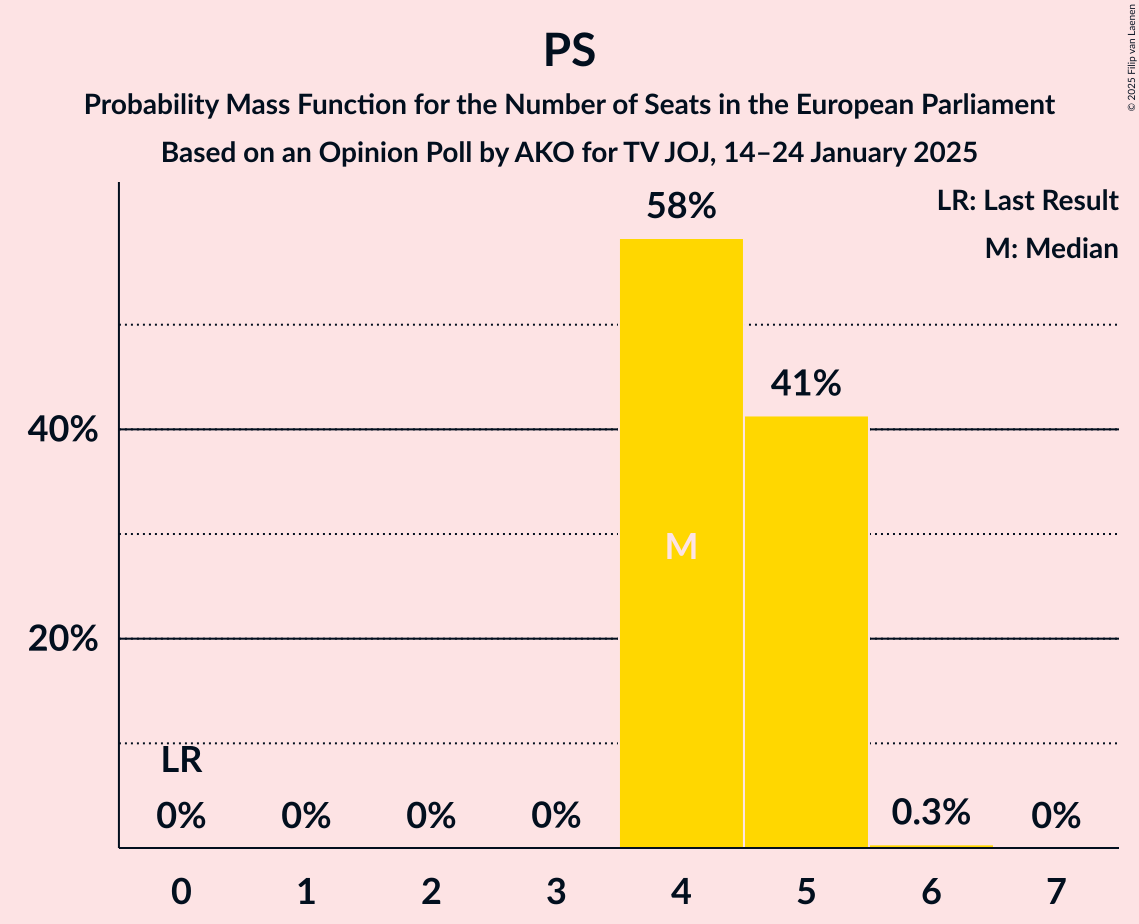 PS
Probability Mass Function for the Number of Seats in the European Parliament
Based on an Opinion Poll by AKO for TV JOJ, 14–24 January 2025
© 2025 Filip van Laenen
LR: Last Result
M: Median
58%
41%
40%
M
20%
LR
0% 0% 0% 0% 0.3% 0%
0 1 2 3 4 5 6 7